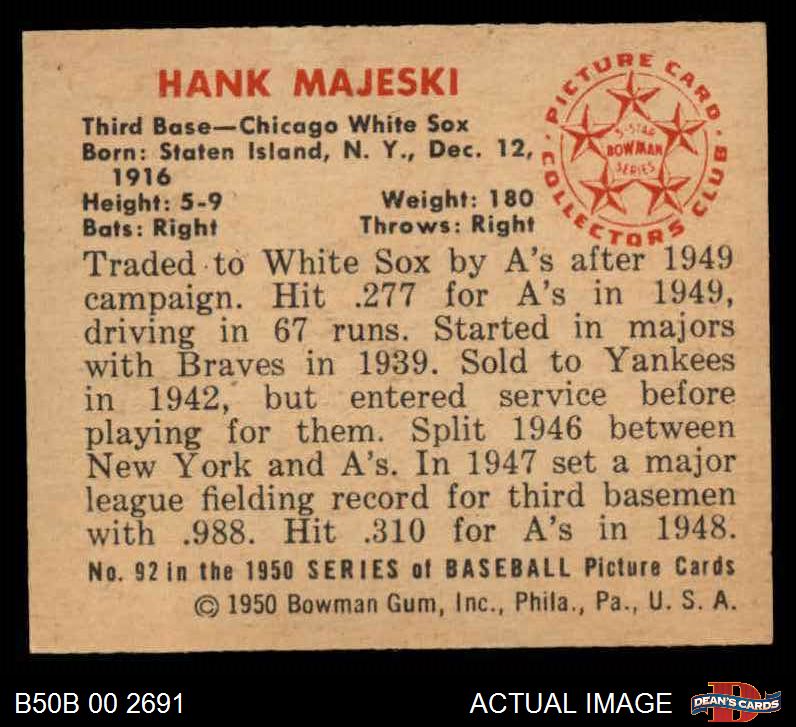 HANK MAJESKI
PICTURE CARD
COLLECTORS CLUB
5-STAR
BOWMAN
SERIES
Third Base—Chicago White Sox
Born: Staten Island, N. Y., Dec. 12,
1916
Height: 5-9 Weight: 180
Bats: Right Throws: Right
Traded to White Sox by A's after 1949
campaign. Hit .277 for A's in 1949,
driving in 67 runs. Started in majors
with Braves in 1939. Sold to Yankees
in 1942, but entered service before
playing for them. Split 1946 between
New York and A's. In 1947 set a major
league fielding record for third basemen
with .988. Hit .310 for A's in 1948.
No. 92 in the 1950 SERIES of BASEBALL Picture Cards
© 1950 Bowman Gum, Inc., Phila., Pa., U. S. A.
B50B 00 2691 ACTUAL IMAGE D DEAN'S CARDS